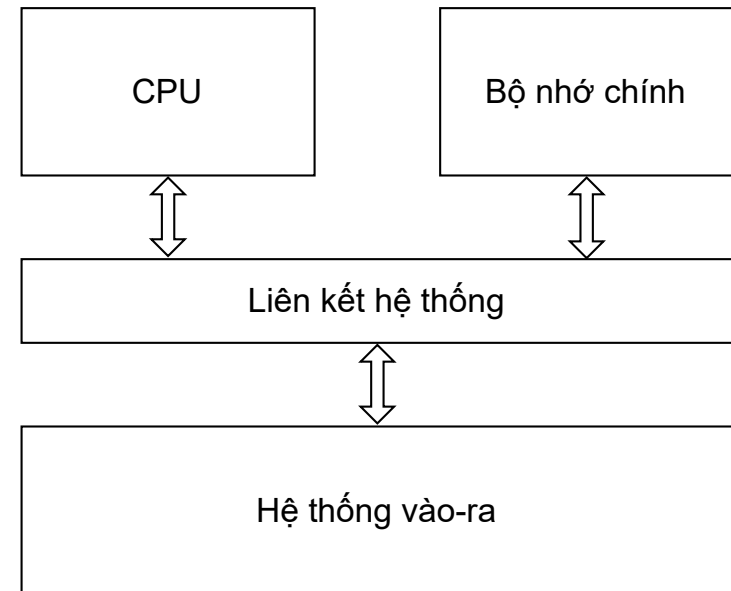 CPU
Bộ nhớ chính
Liên kết hệ thống
Hệ thống vào-ra